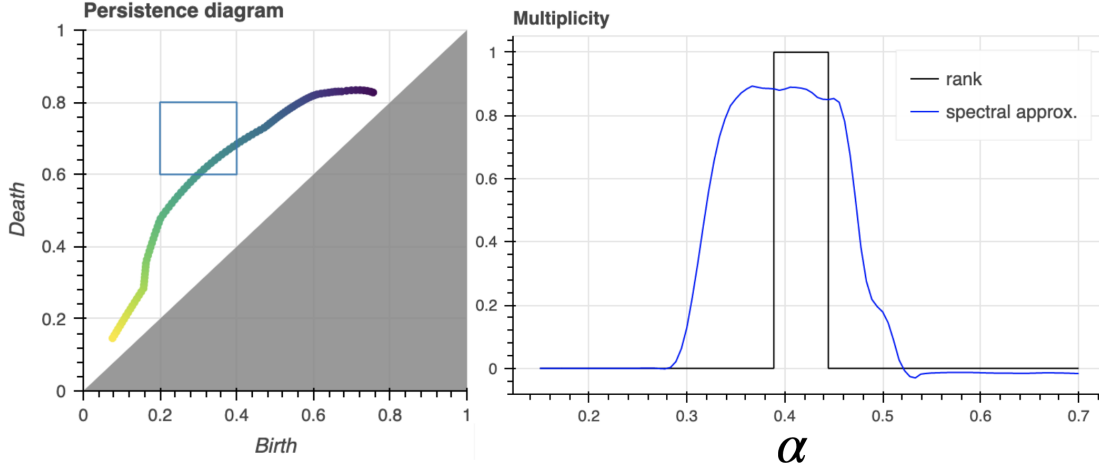 Persistence diagram
1
0.8
0.6
0.4
0.2
0
Death
0 0.2 0.4 0.6 0.8 1
Birth
Multiplicity
1
0.8
0.6
0.4
0.2
0
rank
spectral approx.
0.2 0.3 0.4 0.5 0.6 0.7
α